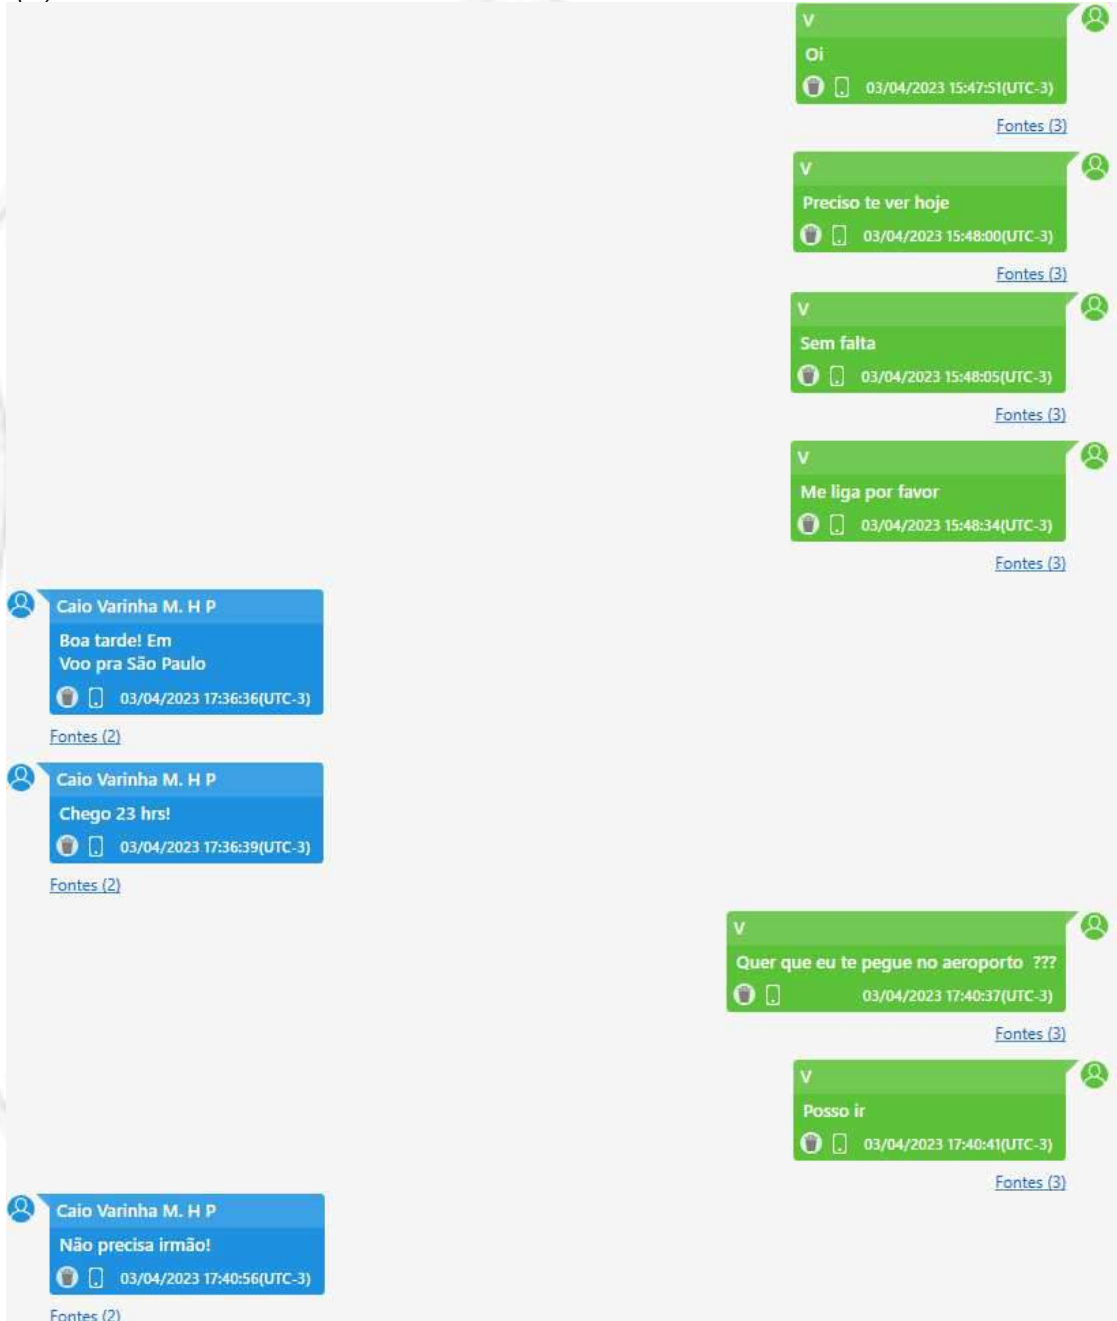 V
Oi
03/04/2023 15:47:51(UTC-3)
Fontes (3)
V
Preciso te ver hoje
03/04/2023 15:48:00(UTC-3)
Fontes (3)
V
Sem falta
03/04/2023 15:48:05(UTC-3)
Fontes (3)
V
Me liga por favor
03/04/2023 15:48:34(UTC-3)
Fontes (3)
Caio Varinha M. H P
Boa tarde! Em
Voo pra São Paulo
03/04/2023 17:36:36(UTC-3)
Fontes (2)
Caio Varinha M. H P
Chego 23 hrs!
03/04/2023 17:36:39(UTC-3)
Fontes (2)
V
Quer que eu te pegue no aeroporto ???
03/04/2023 17:40:37(UTC-3)
Fontes (3)
V
Posso ir
03/04/2023 17:40:41(UTC-3)
Fontes (3)
Caio Varinha M. H P
Não precisa irmão!
03/04/2023 17:40:56(UTC-3)
Fontes (2)